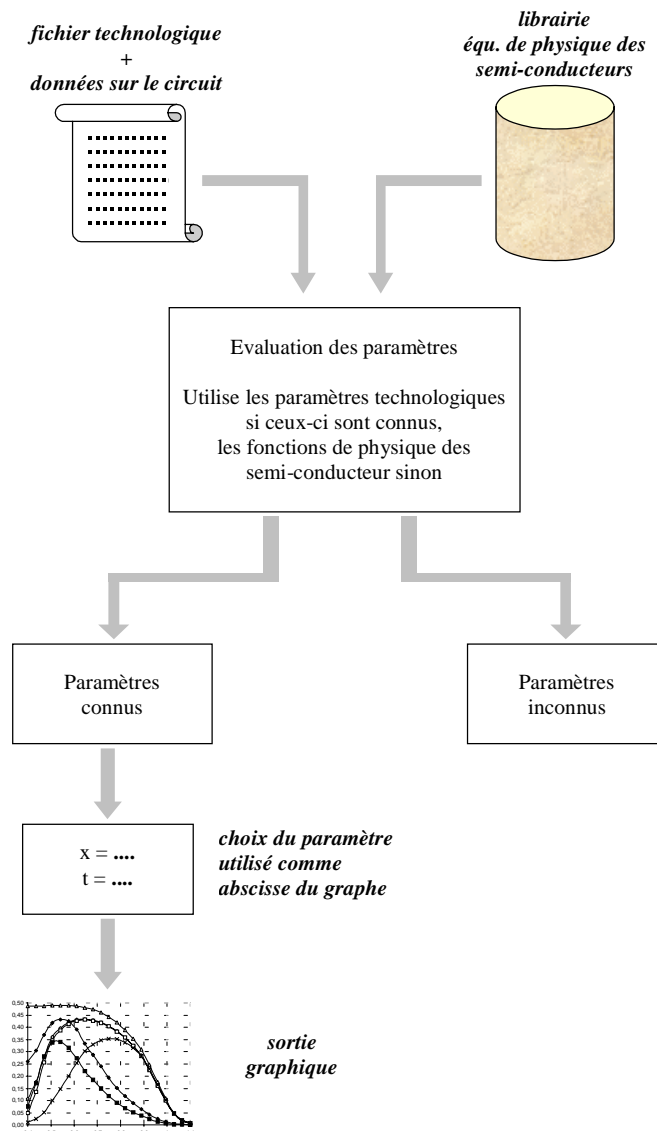 fichier technologique
+
données sur le circuit
librairie
équ. de physique des
semi-conducteurs
Evaluation des paramètres
Utilise les paramètres technologiques
si ceux-ci sont connus,
les fonctions de physique des
semi-conducteur sinon
Paramètres
connus
Paramètres
inconnus
x = ....
t = ....
choix du paramètre
utilisé comme
abscisse du graphe
0,50
0,45
0,40
0,35
0,30
0,25
0,20
0,15
0,10
0,05
0,00
sortie
graphique